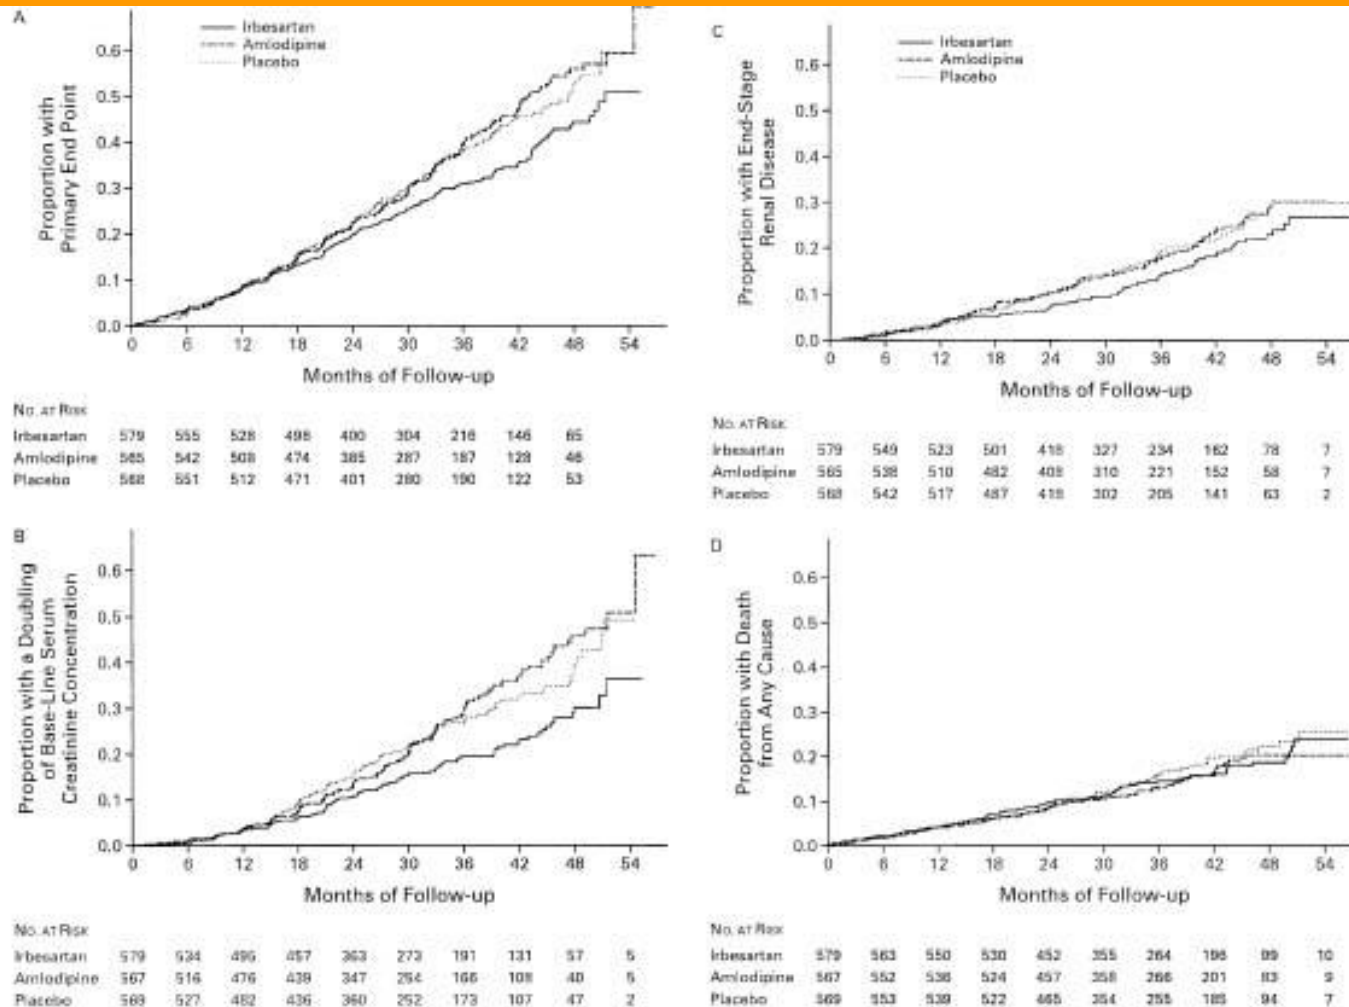 A
Irbesartan
Amlodipine
Placebo
Proportion with
Primary End Point
0.6
0.5
0.4
0.3
0.2
0.1
0.0
0 6 12 18 24 30 36 42 48 54
Months of Follow-up
No. at Risk
Irbesartan 579 555 528 496 400 304 216 146 65
Amlodipine 565 542 508 474 385 287 187 128 46
Placebo 568 551 512 471 401 280 190 122 53
C
Irbesartan
Amlodipine
Placebo
Proportion with End-Stage
Renal Disease
0.6
0.5
0.4
0.3
0.2
0.1
0.0
0 6 12 18 24 30 36 42 48 54
Months of Follow-up
No. at Risk
Irbesartan 579 549 523 501 418 327 234 162 78 7
Amlodipine 565 538 510 482 408 310 221 152 58 7
Placebo 568 542 517 487 418 302 205 141 63 2
B
Proportion with a Doubling
of Base-Line Serum
Creatinine Concentration
0.6
0.5
0.4
0.3
0.2
0.1
0.0
0 6 12 18 24 30 36 42 48 54
Months of Follow-up
No. at Risk
Irbesartan 579 534 496 457 363 273 191 131 57 5
Amlodipine 567 516 476 439 347 254 166 108 40 5
Placebo 569 527 482 436 360 252 173 107 47 2
D
Proportion with Death
from Any Cause
0.6
0.5
0.4
0.3
0.2
0.1
0.0
0 6 12 18 24 30 36 42 48 54
Months of Follow-up
No. at Risk
Irbesartan 579 563 550 530 452 355 264 196 99 10
Amlodipine 567 552 536 524 457 358 266 201 83 9
Placebo 569 553 539 522 465 354 255 185 94 7